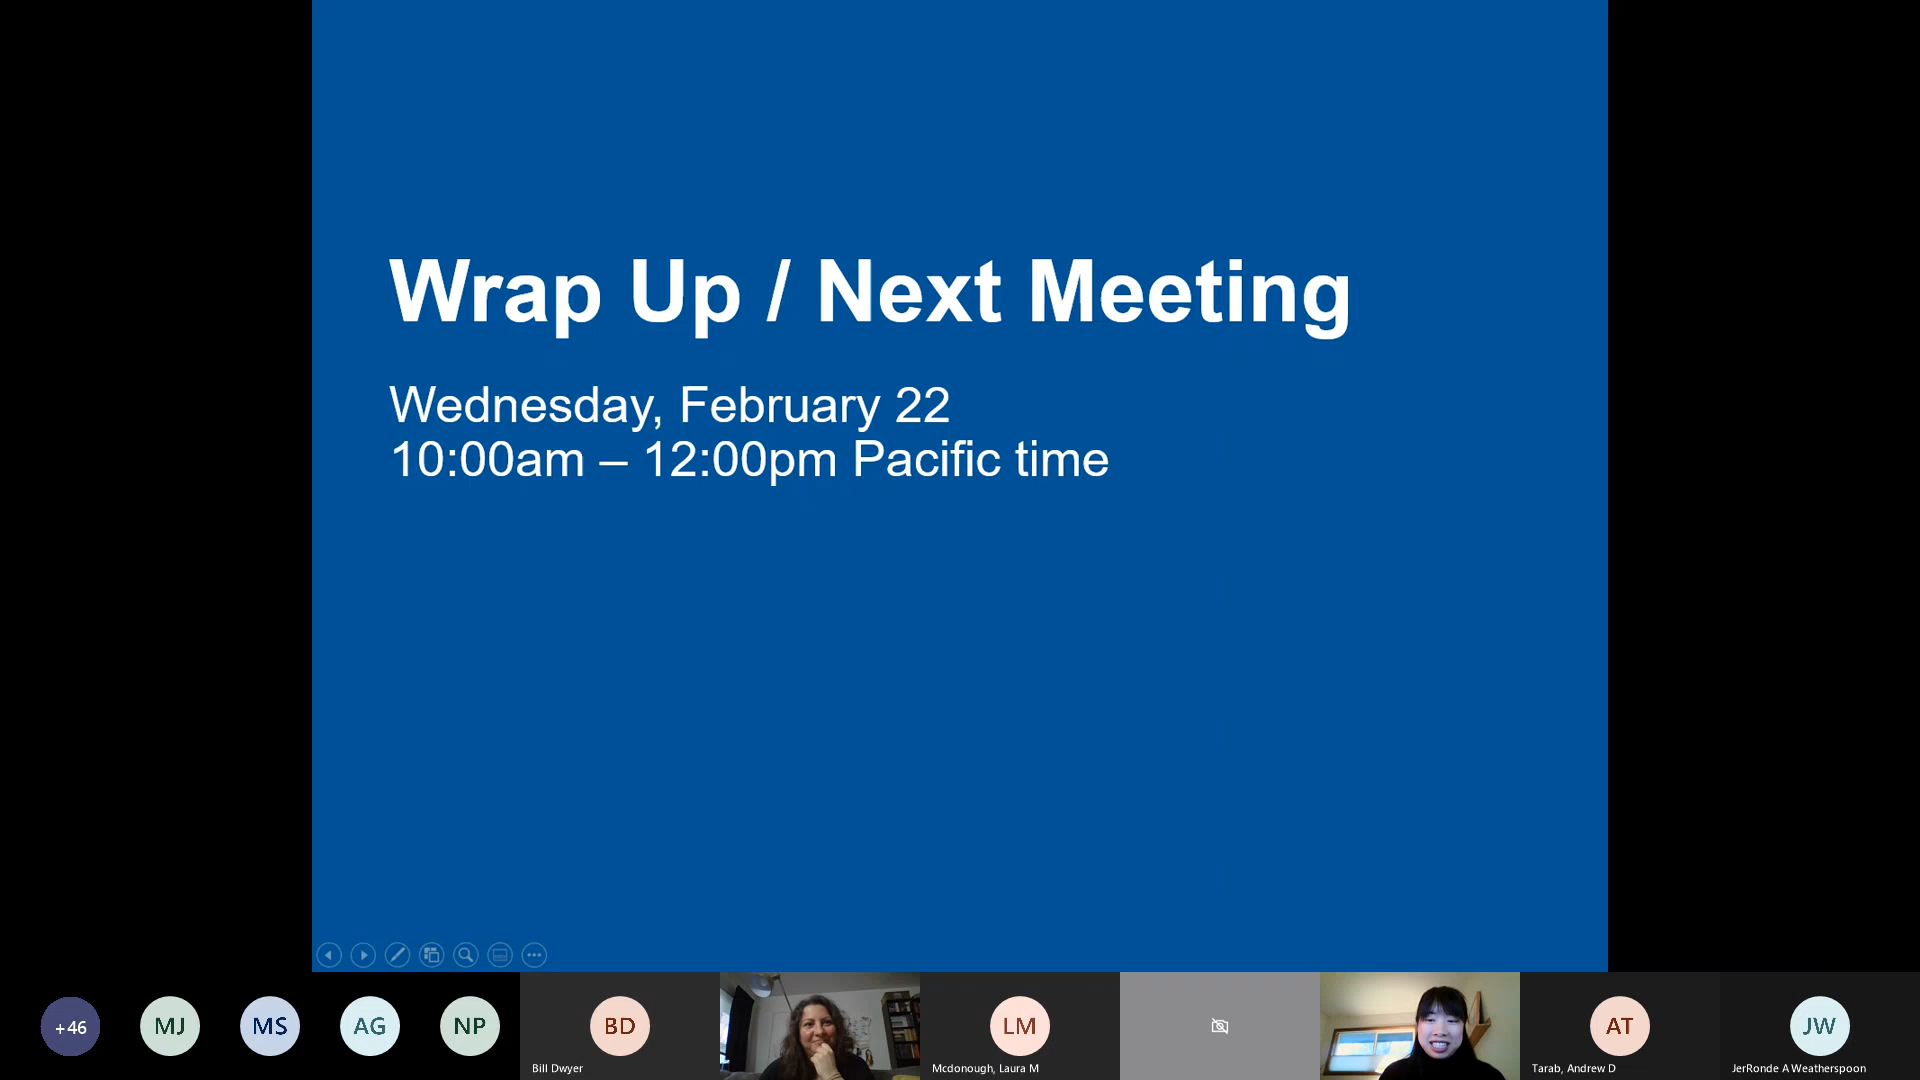 Wrap Up / Next Meeting
Wednesday, February 22
10:00am – 12:00pm Pacific time
+46
MJ
MS
AG
NP
BD
Bill Dwyer
LM
Mcdonough, Laura M
AT
Tarab, Andrew D
JW
JerRonde A Weatherspoon